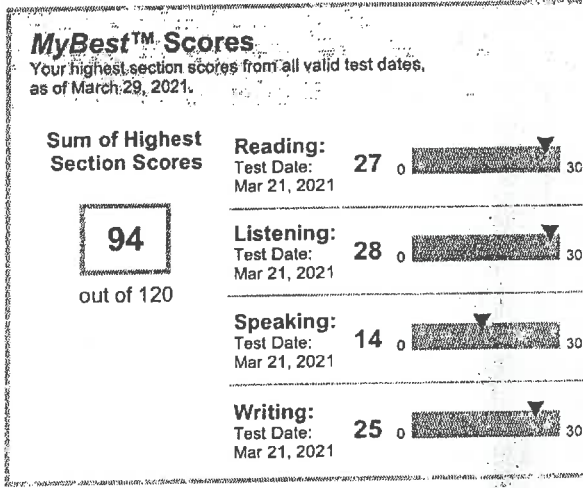 MyBest™ Scores
Your highest section scores from all valid test dates,
as of March 29, 2021.
Sum of Highest
Section Scores
94
out of 120
Reading:
Test Date:
Mar 21, 2021
27
0
30
Listening:
Test Date:
Mar 21, 2021
28
0
30
Speaking:
Test Date:
Mar 21, 2021
14
0
30
Writing:
Test Date:
Mar 21, 2021
25
0
30